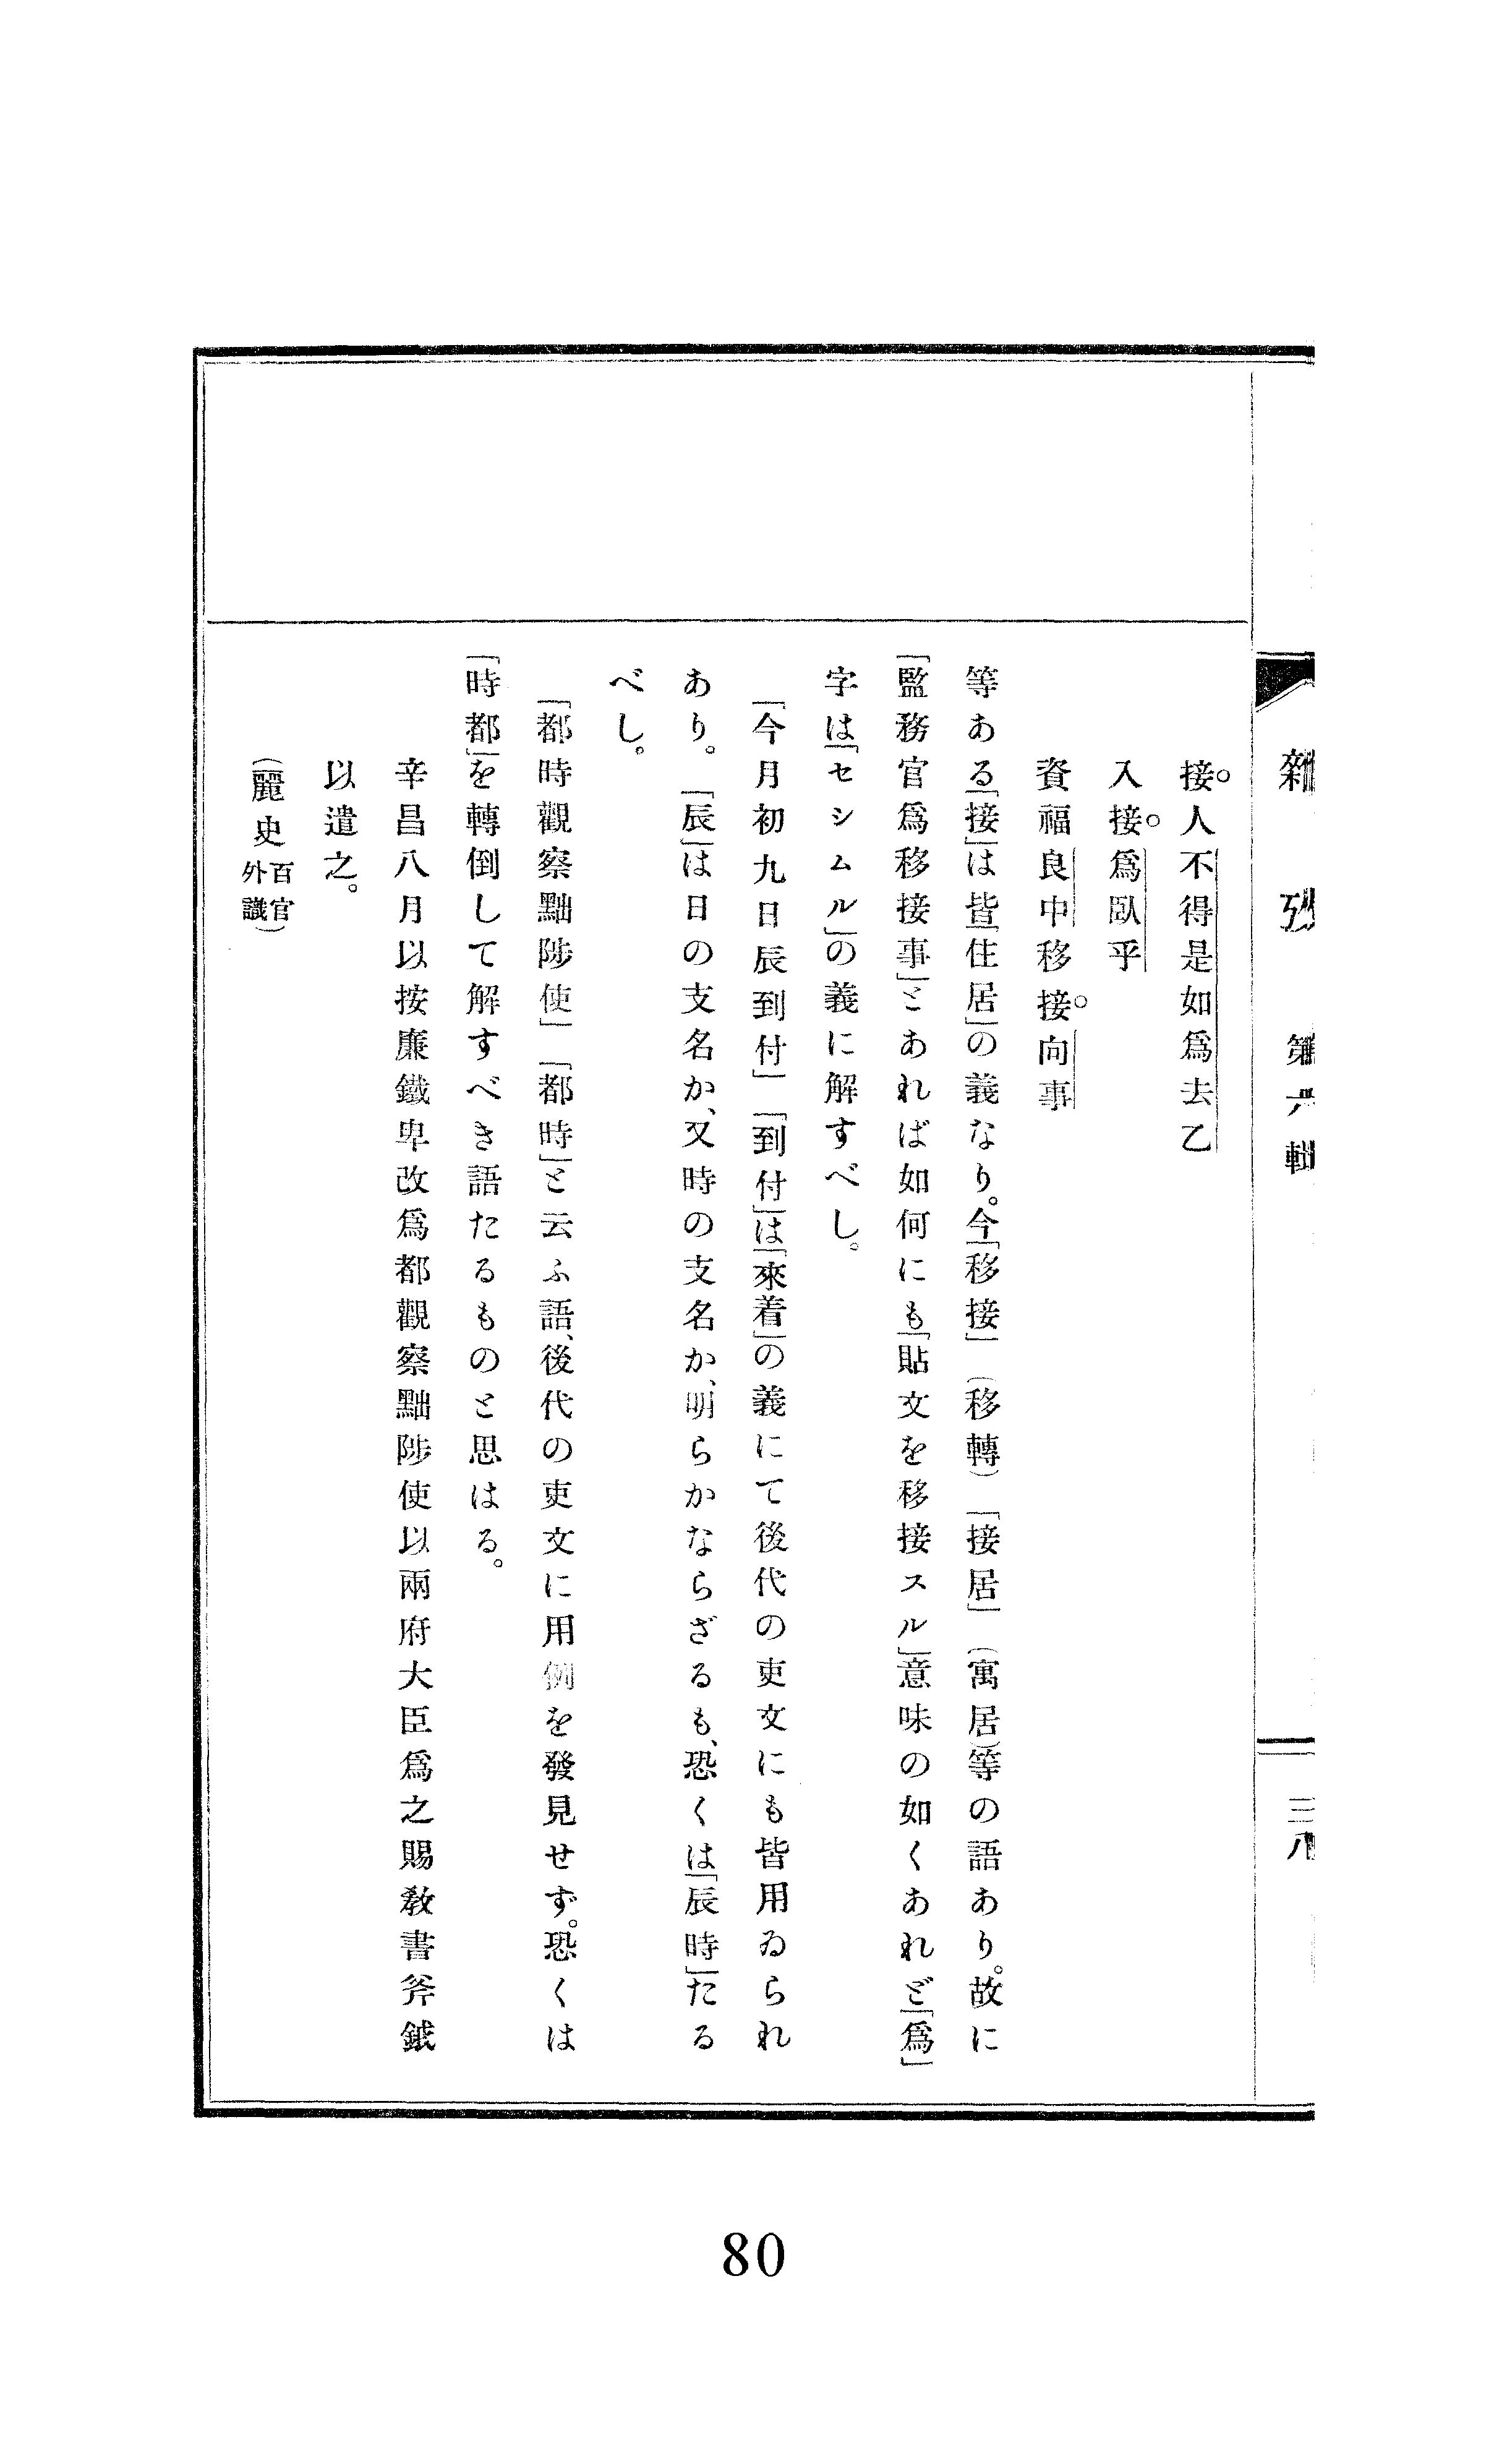 雜 攷 第六輯 三八
接人不得是如爲去乙
入接爲臥乎
資福良中移接向事
等ある「接」は皆「住居」の義なり。今「移接」(移轉)「接居」(寓居)等の語あり。故に
「監務官爲移接事」とあれば如何にも「貼文を移接スル」意味の如くあれど「爲」
字は「セシムル」の義に解すべし。
「今月初九日辰到付」「到付」は「來着」の義にて後代の吏文にも皆用ゐられ
あり。「辰」は日の支名か、又時の支名か、明らかならざるも、恐くは「辰時」たる
べし。
「都時觀察黜陟使」「都時」と云ふ語、後代の吏文に用例を發見せず。恐くは
「時都」を轉倒して解すべき語たるものと思はる。
辛昌八月以按廉鐵卑改爲都觀察黜陟使以兩府大臣爲之賜敎書斧鉞
以遣之。
(麗史百官外識)
80